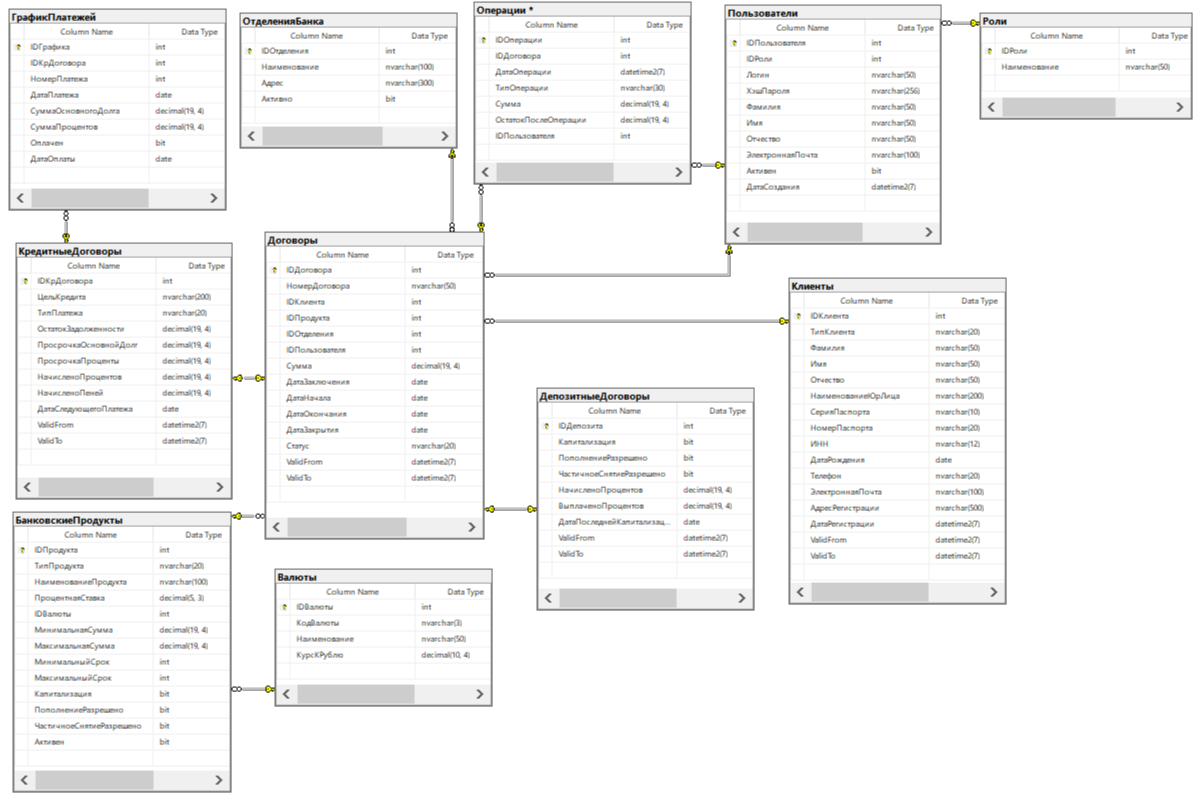 ГрафикПлатежей
Column Name Data Type
IDГрафика int
IDКрДоговора int
НомерПлатежа int
ДатаПлатежа date
СуммаОсновногоДолга decimal(19, 4)
СуммаПроцентов decimal(19, 4)
Оплачен bit
ДатаОплаты date
ОтделенияБанка
Column Name Data Type
IDОтделения int
Наименование nvarchar(100)
Адрес nvarchar(300)
Активно bit
Операции *
Column Name Data Type
IDОперации int
IDДоговора int
ДатаОперации datetime2(7)
ТипОперации nvarchar(30)
Сумма decimal(19, 4)
ОстатокПослеОперации decimal(19, 4)
IDПользователя int
Пользователи
Column Name Data Type
IDПользователя int
IDРоли int
Логин nvarchar(50)
ХэшПароля nvarchar(256)
Фамилия nvarchar(50)
Имя nvarchar(50)
Отчество nvarchar(50)
ЭлектроннаяПочта nvarchar(100)
Активен bit
ДатаСоздания datetime2(7)
Роли
Column Name Data Type
IDРоли int
Наименование nvarchar(50)
КредитныеДоговоры
Column Name Data Type
IDКрДоговора int
ЦельКредита nvarchar(200)
ТипПлатежа nvarchar(20)
ОстатокЗадолженности decimal(19, 4)
ПросрочкаОсновнойДолг decimal(19, 4)
ПросрочкаПроценты decimal(19, 4)
НачисленоПроцентов decimal(19, 4)
НачисленоПеней decimal(19, 4)
ДатаСледующегоПлатежа date
ValidFrom datetime2(7)
ValidTo datetime2(7)
Договоры
Column Name Data Type
IDДоговора int
НомерДоговора nvarchar(50)
IDКлиента int
IDПродукта int
IDОтделения int
IDПользователя int
Сумма decimal(19, 4)
ДатаЗаключения date
ДатаНачала date
ДатаОкончания date
ДатаЗакрытия date
Статус nvarchar(20)
ValidFrom datetime2(7)
ValidTo datetime2(7)
Клиенты
Column Name Data Type
IDКлиента int
ТипКлиента nvarchar(20)
Фамилия nvarchar(50)
Имя nvarchar(50)
Отчество nvarchar(50)
НаименованиеЮрЛица nvarchar(200)
СерияПаспорта nvarchar(10)
НомерПаспорта nvarchar(20)
ИНН nvarchar(12)
ДатаРождения date
Телефон nvarchar(20)
ЭлектроннаяПочта nvarchar(100)
АдресРегистрации nvarchar(500)
ДатаРегистрации datetime2(7)
ValidFrom datetime2(7)
ValidTo datetime2(7)
ДепозитныеДоговоры
Column Name Data Type
IDДепозита int
Капитализация bit
ПополнениеРазрешено bit
ЧастичноеСнятиеРазрешено bit
НачисленоПроцентов decimal(19, 4)
ВыплаченоПроцентов decimal(19, 4)
ДатаПоследнейКапитализац... date
ValidFrom datetime2(7)
ValidTo datetime2(7)
БанковскиеПродукты
Column Name Data Type
IDПродукта int
ТипПродукта nvarchar(20)
НаименованиеПродукта nvarchar(100)
ПроцентнаяСтавка decimal(5, 3)
IDВалюты int
МинимальнаяСумма decimal(19, 4)
МаксимальнаяСумма decimal(19, 4)
МинимальныйСрок int
МаксимальныйСрок int
Капитализация bit
ПополнениеРазрешено bit
ЧастичноеСнятиеРазрешено bit
Активен bit
Валюты
Column Name Data Type
IDВалюты int
КодВалюты nvarchar(3)
Наименование nvarchar(50)
КурсКРублю decimal(10, 4)